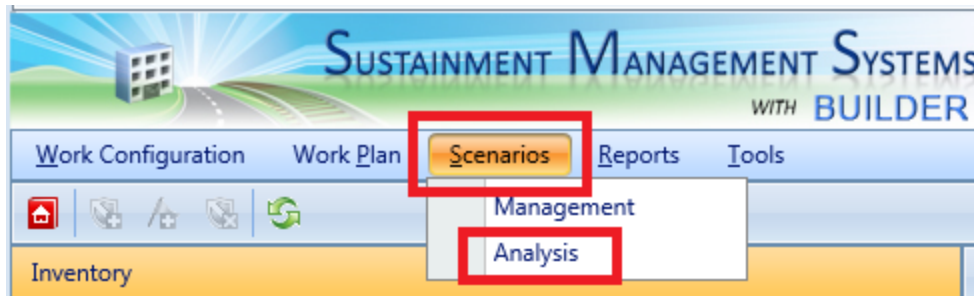 SUSTAINMENT MANAGEMENT SYSTEMS
WITH BUILDER
Work Configuration Work Plan Scenarios Reports Tools
Management
Analysis
Inventory